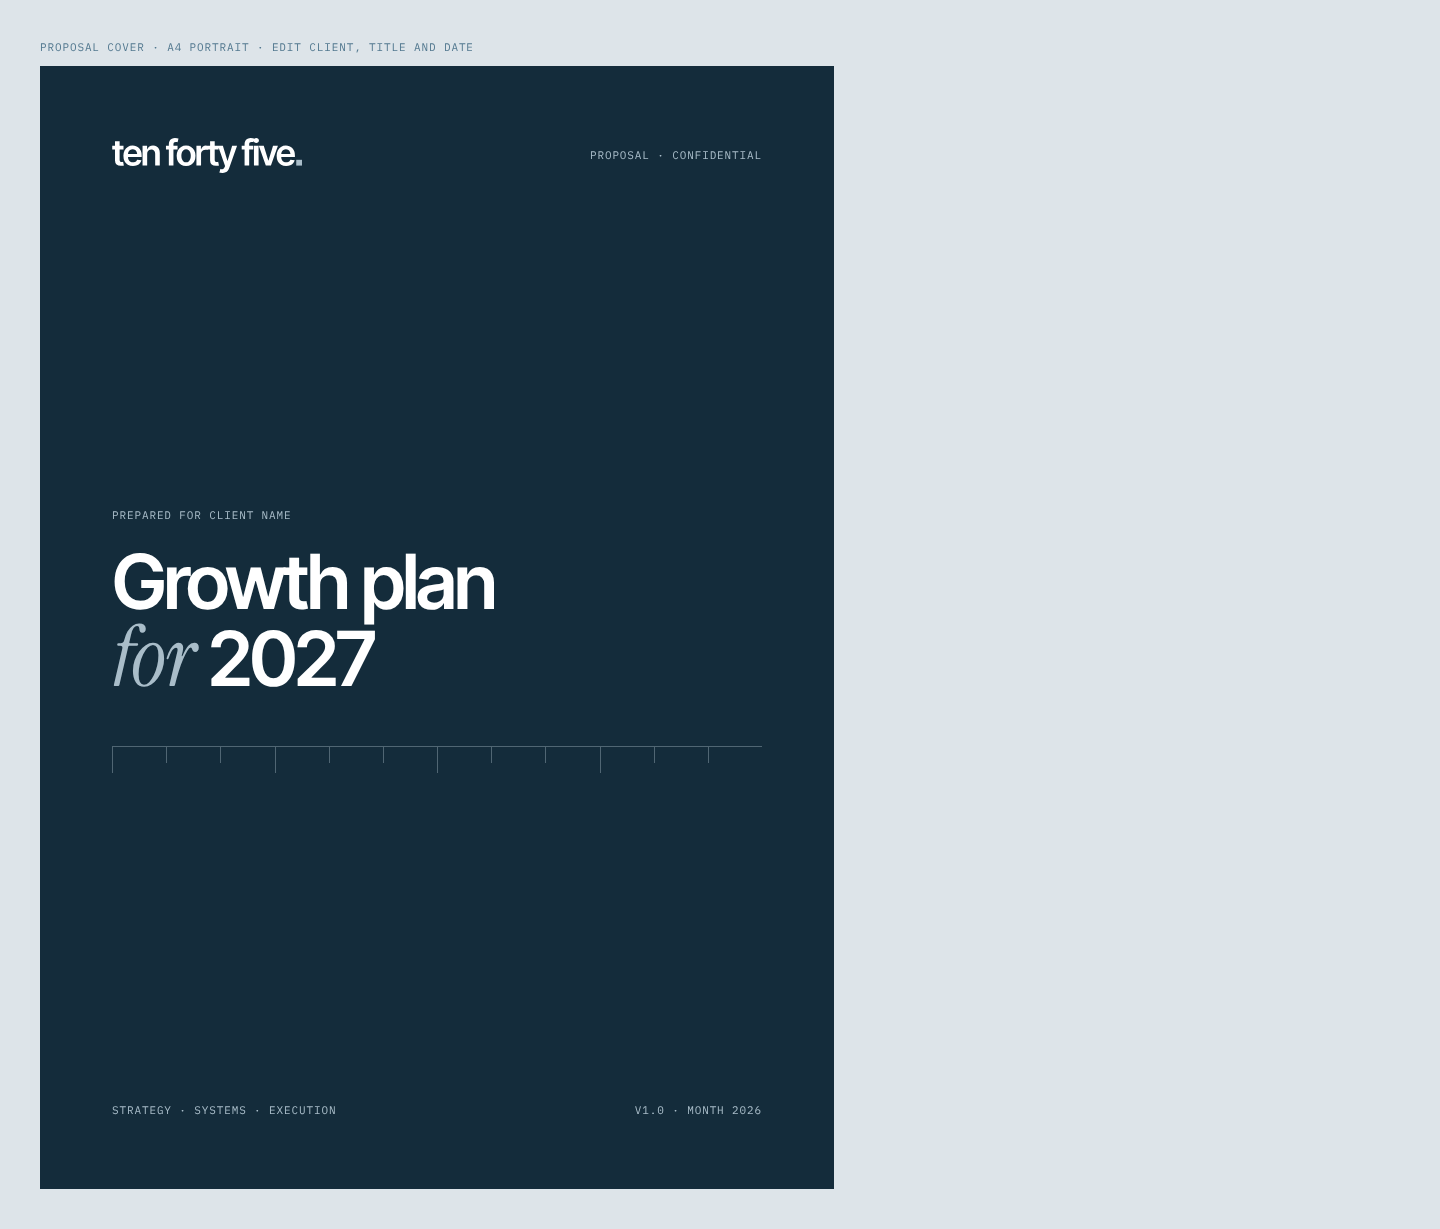 PROPOSAL COVER · A4 PORTRAIT · EDIT CLIENT, TITLE AND DATE
ten forty five.
PROPOSAL · CONFIDENTIAL
PREPARED FOR CLIENT NAME
Growth plan
for 2027
STRATEGY · SYSTEMS · EXECUTION
V1.0 · MONTH 2026